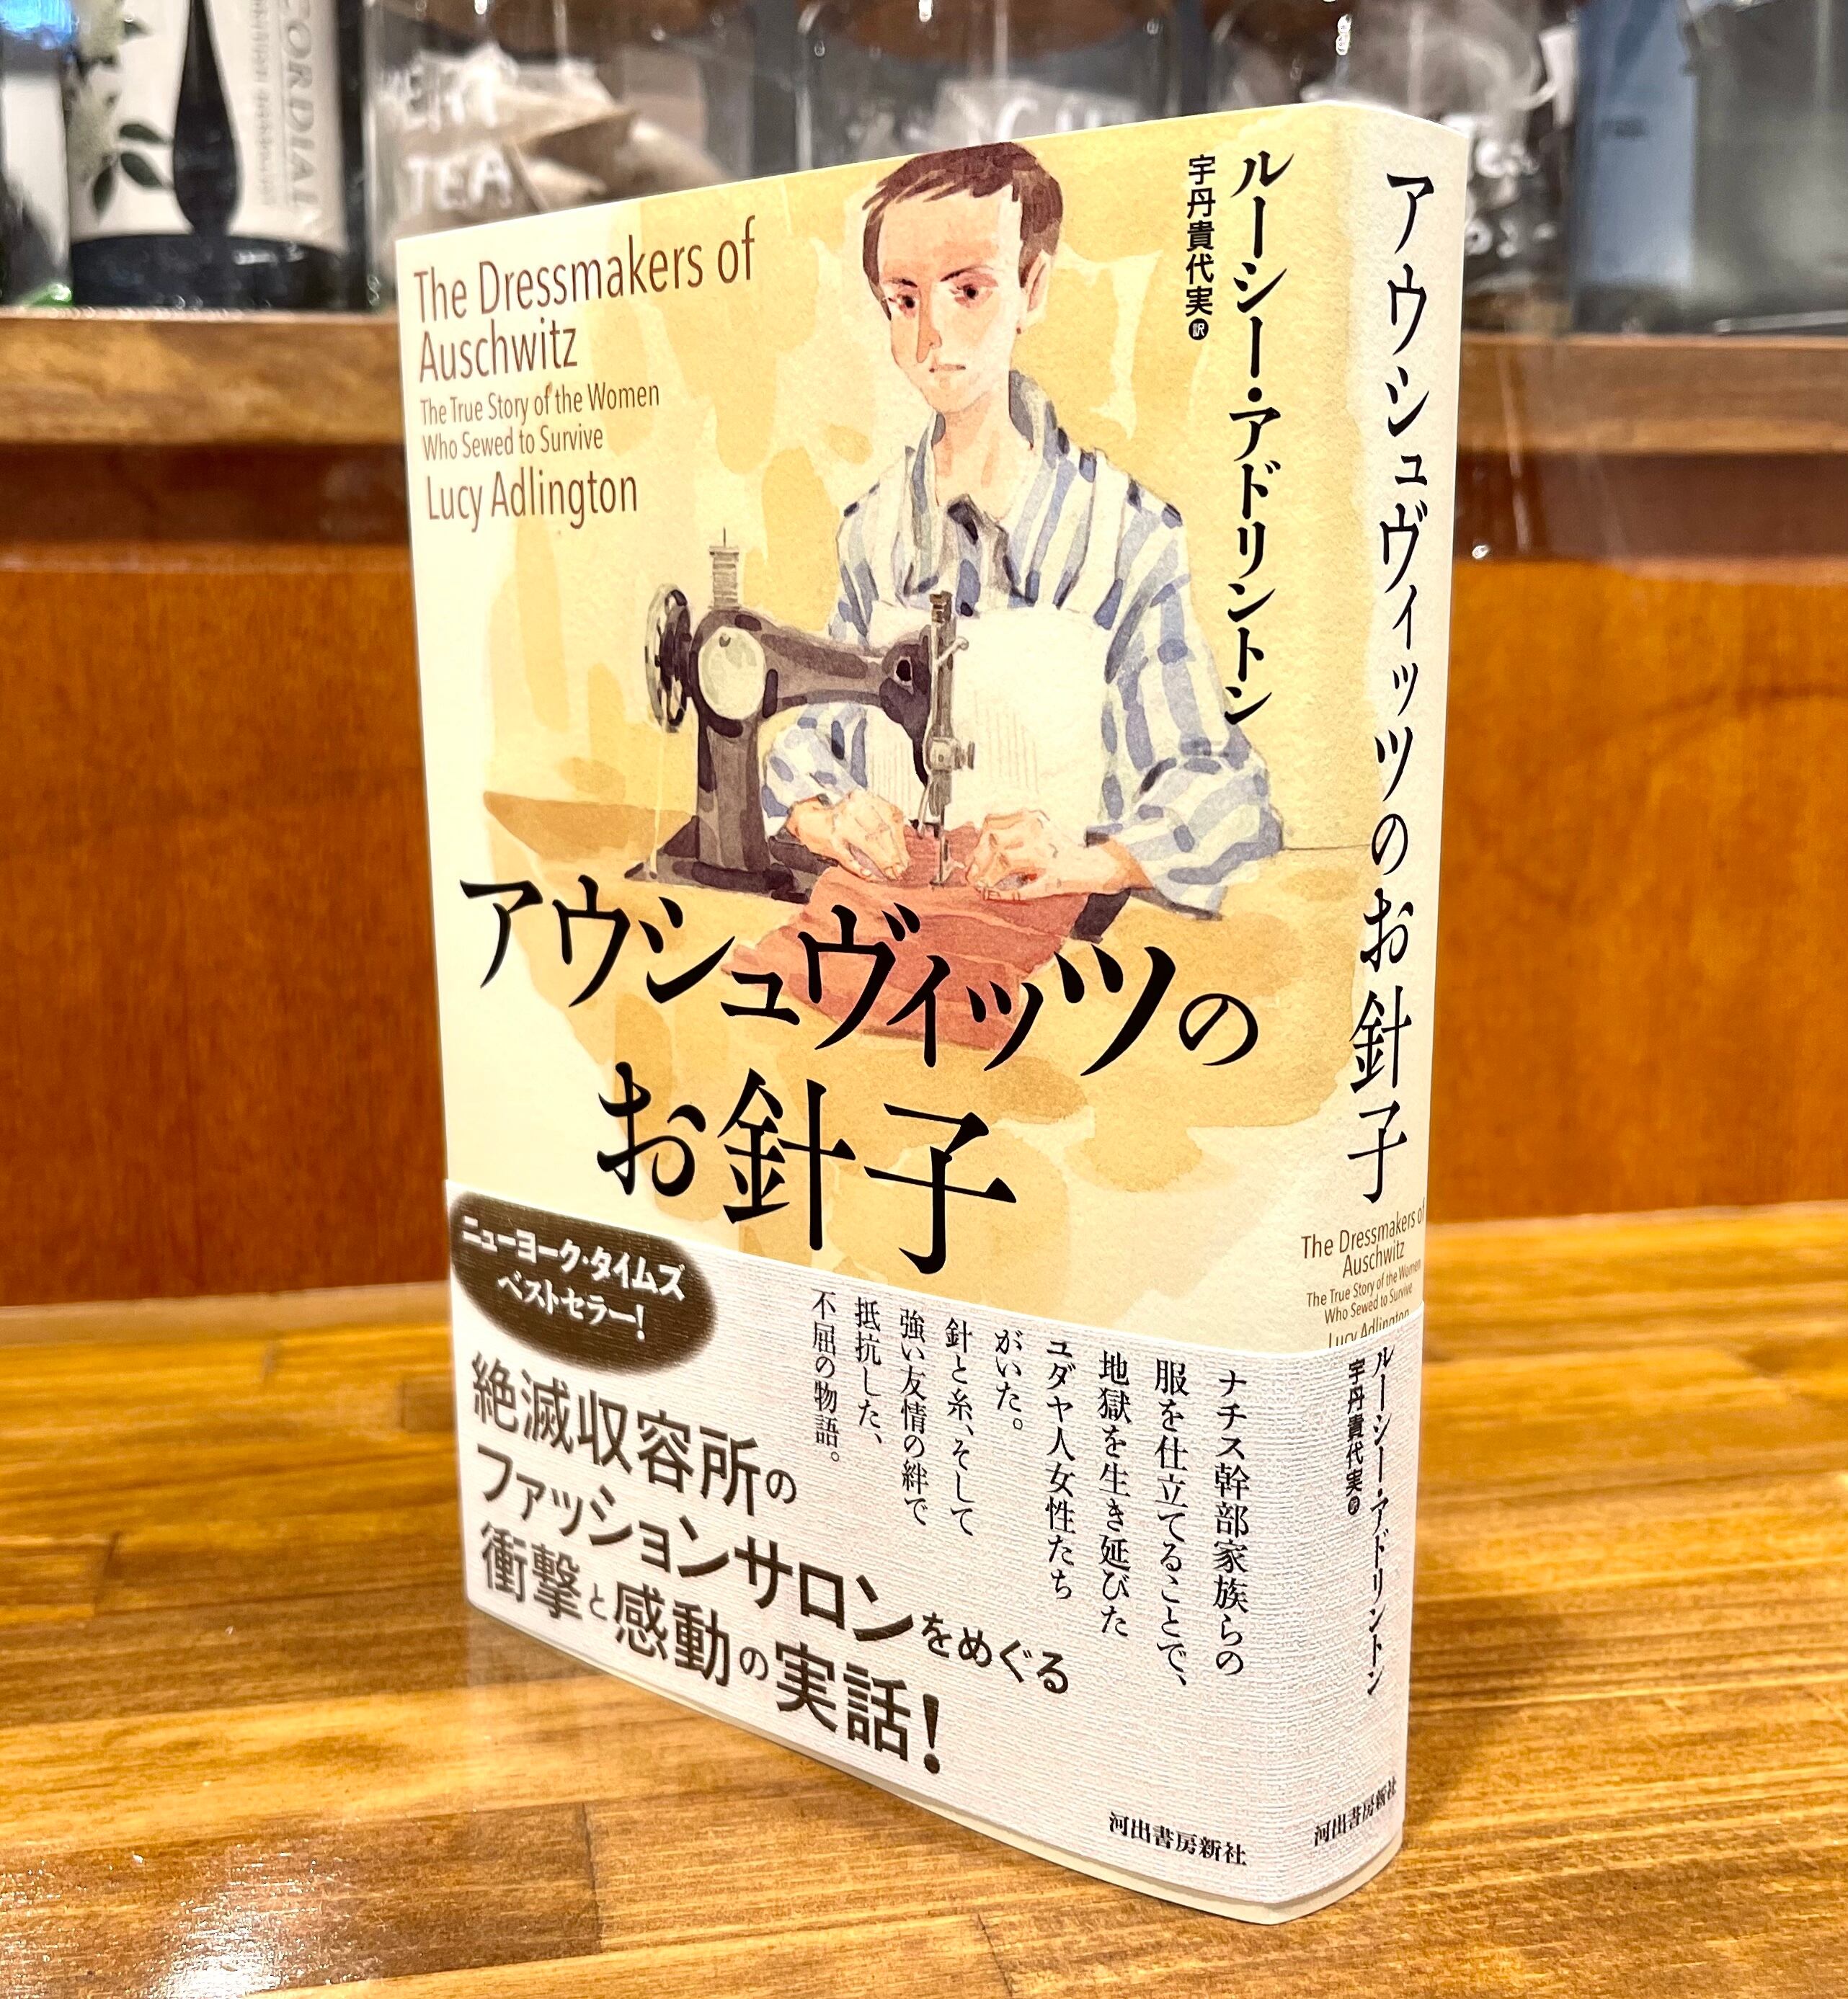 The Dressmakers of
Auschwitz
The True Story of the Women
Who Sewed to Survive
Lucy Adlington
ルーシー・アドリントン
宇丹貴代実 訳
アウシュヴィッツの
お針子
ニューヨーク・タイムズ
ベストセラー!
ナチス幹部家族らの
服を仕立てることで、
地獄を生き延びた
ユダヤ人女性たち
がいた。
針と糸、そして
強い友情の絆で
抵抗した、
不屈の物語。
絶滅収容所の
ファッションサロンをめぐる
衝撃と感動の実話!
河出書房新社
アウシュヴィッツのお針子
The Dressmakers of
Auschwitz
The True Story of the Women
Who Sewed to Survive
Lucy Adlington
ルーシー・アドリントン
宇丹貴代実 訳
河出書房新社
CORDIAL
TEA